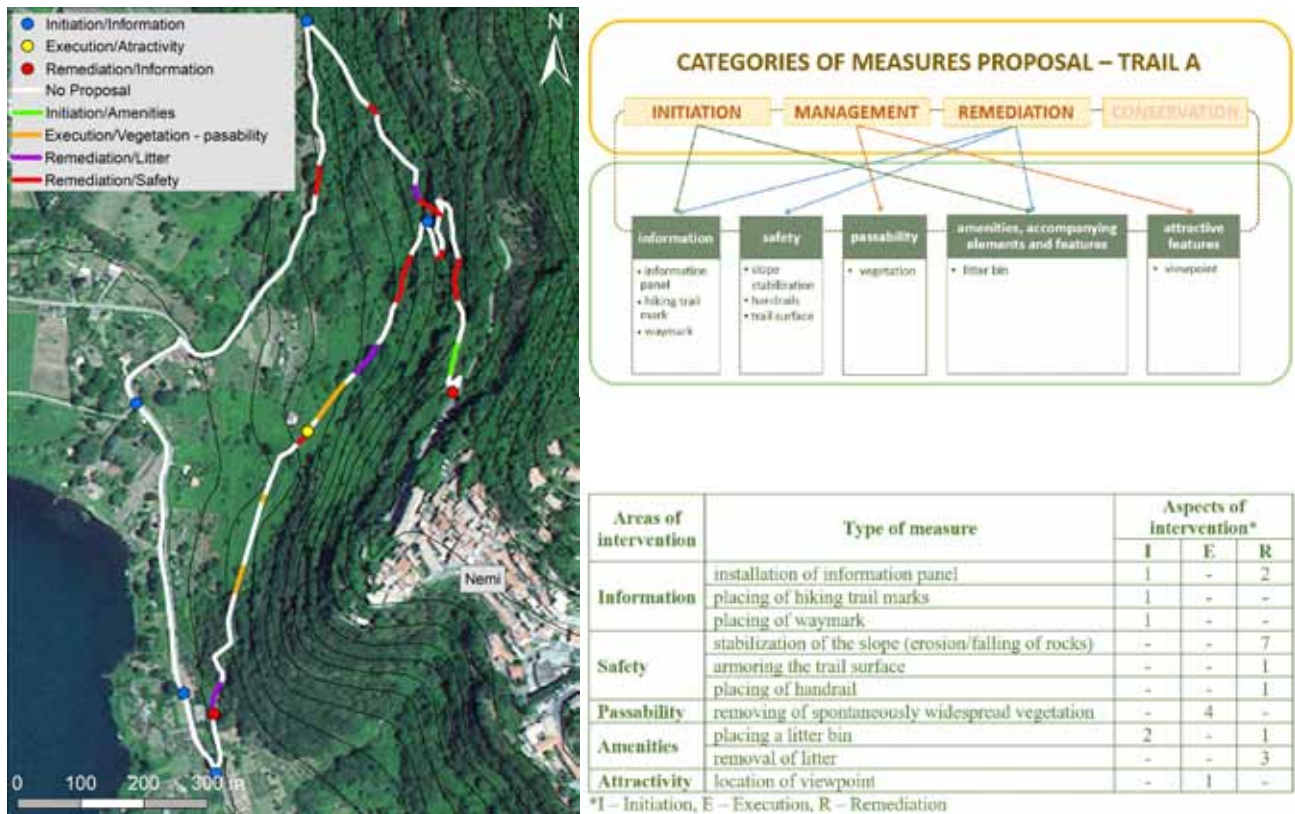 Initiation/Information
Execution/Atractivity
Remediation/Information
No Proposal
Initiation/Amenities
Execution/Vegetation - pasability
Remediation/Litter
Remediation/Safety
N
Nemi
0 100 200 300 m
CATEGORIES OF MEASURES PROPOSAL – TRAIL A
INITIATION MANAGEMENT REMEDIATION CONSERVATION
information
• information
panel
• hiking trail
mark
• waymark
safety
• slope
stabilization
• handrails
• trail surface
passability
• vegetation
amenities, accompanying
elements and features
• litter bin
attractive
features
• viewpoint
Areas of
intervention
Type of measure
Aspects of
intervention*
I E R
Information
installation of information panel 1 - 2
placing of hiking trail marks 1 - -
placing of waymark 1 - -
Safety
stabilization of the slope (erosion/falling of rocks) - - 7
armoring the trail surface - - 1
placing of handrail - - 1
Passability removing of spontaneously widespread vegetation - 4 -
Amenities
placing a litter bin 2 - 1
removal of litter - - 3
Attractivity location of viewpoint - 1 -
*I – Initiation, E – Execution, R – Remediation